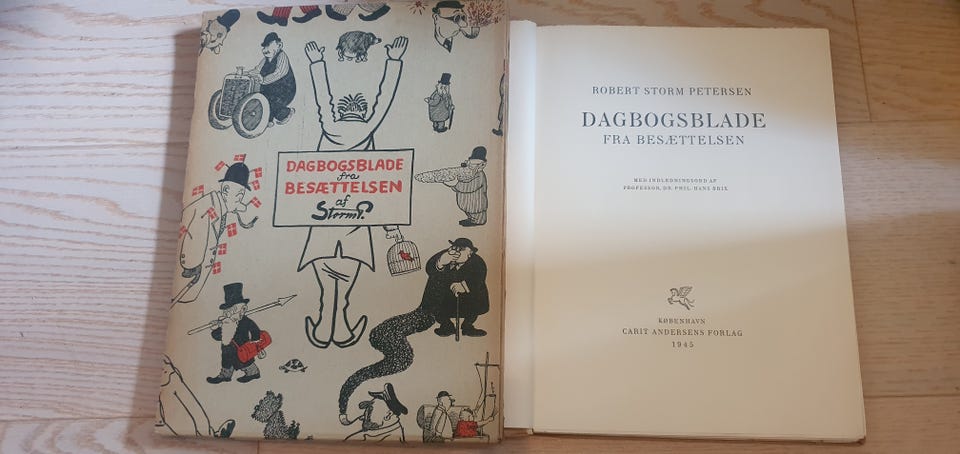 DAGBOGSBLADE
fra
BESÆTTELSEN
af
Storm P.
ROBERT STORM PETERSEN
DAGBOGSBLADE
FRA BESÆTTELSEN
MED INDLEDNINGSORD AF
PROFESSOR, DR. PHIL. HANS BRIX
KØBENHAVN
CARIT ANDERSENS FORLAG
1945